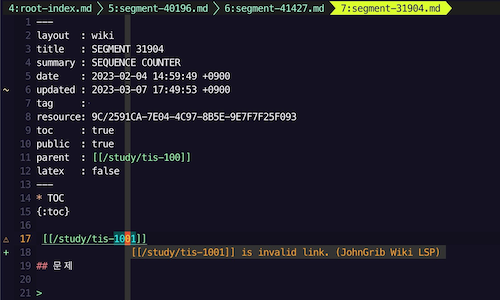 4:root-index.md 5:segment-40196.md 6:segment-41427.md 7:segment-31904.md
1 ---
2 layout : wiki
3 title : SEGMENT 31904
4 summary : SEQUENCE COUNTER
5 date : 2023-02-04 14:59:49 +0900
~ 6 updated : 2023-03-06 17:49:53 +0900
7 tag :
8 resource: 9C/2591CA-7E04-4C97-8B5E-9E7F7F25F093
9 toc : true
10 public : true
11 parent : [[/study/tis-100]]
12 latex : false
13 ---
14 * TOC
15 {:toc}
16
⚠ 17 [[/study/tis-1001]]
+ 18 [[/study/tis-1001]] is invalid link. (JohnGrib Wiki LSP)
19 ## 문제
20
21 >